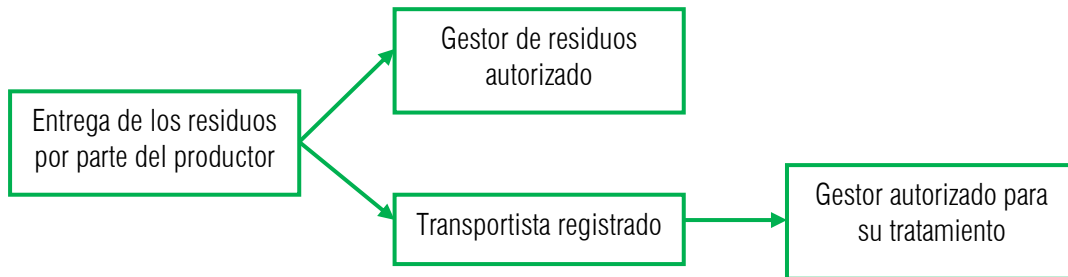 Gestor de residuos
autorizado
Entrega de los residuos
por parte del productor
Transportista registrado
Gestor autorizado para
su tratamiento